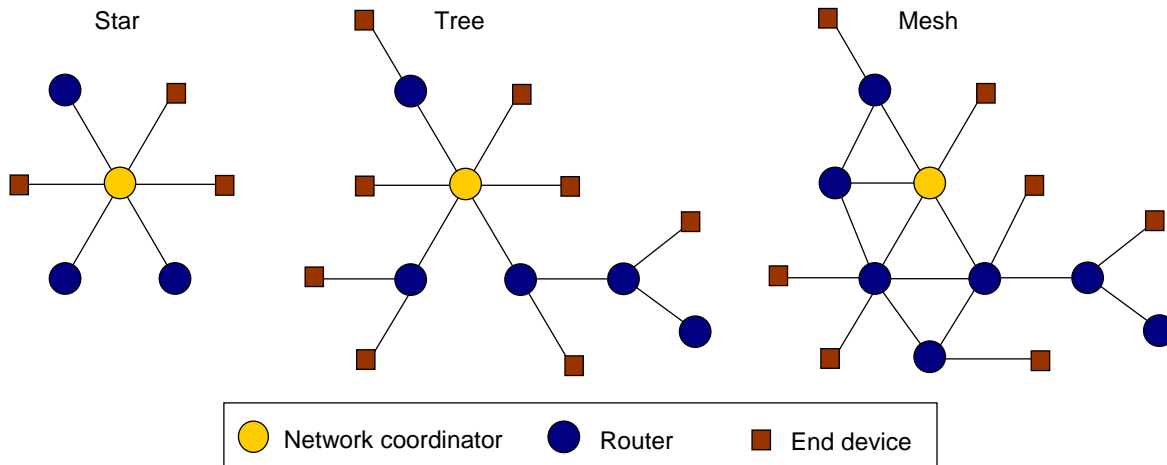 Star
Tree
Mesh
Network coordinator
Router
End device